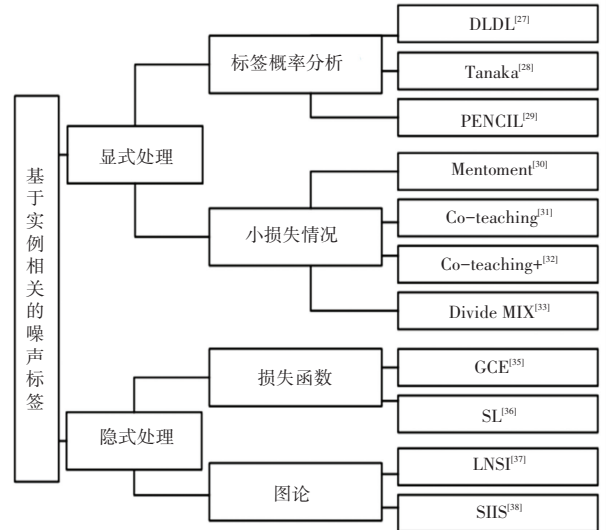 基于实例相关的噪声标签
显式处理
标签概率分析
DLDL[27]
Tanaka[28]
PENCIL[29]
小损失情况
Mentoment[30]
Co-teaching[31]
Co-teaching+[32]
Divide MIX[33]
隐式处理
损失函数
GCE[35]
SL[36]
图论
LNSI[37]
SIIS[38]